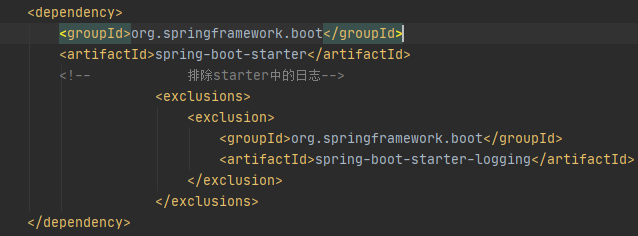 <dependency>
<groupId>org.springframework.boot</groupId>
<artifactId>spring-boot-starter</artifactId>
<!-- 排除starter中的日志-->
<exclusions>
<exclusion>
<groupId>org.springframework.boot</groupId>
<artifactId>spring-boot-starter-logging</artifactId>
</exclusion>
</exclusions>
</dependency>